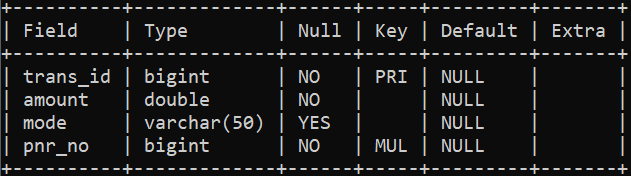 +----------+-------------+------+-----+---------+-------+
| Field    | Type        | Null | Key | Default | Extra |
+----------+-------------+------+-----+---------+-------+
| trans_id | bigint      | NO   | PRI | NULL    |       |
| amount   | double      | NO   |     | NULL    |       |
| mode     | varchar(50) | YES  |     | NULL    |       |
| pnr_no   | bigint      | NO   | MUL | NULL    |       |
+----------+-------------+------+-----+---------+-------+